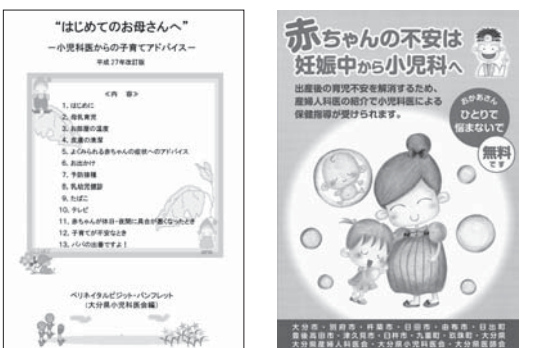 “はじめてのお母さんへ”
－小児科医からの子育てアドバイス－
平成 27年改訂版
＜内　容＞
1．はじめに
2．母乳育児
3．お部屋の温度
4．皮膚の清潔
5．よくみられる赤ちゃんの症状へのアドバイス
6．お出かけ
7．予防接種
8．乳幼児健診
9．たばこ
10．テレビ
11．赤ちゃんが休日・夜間に具合が悪くなったとき
12．子育てが不安なとき
13．パパの出番ですよ！
ペリネイタルビジット・パンフレット
（大分県小児科医会編）
赤ちゃんの不安は
妊娠中から小児科へ
出産後の育児不安を解消するため、
産婦人科医の紹介で小児科医による
保健指導が受けられます。
おかあさん
ひとりで
悩まないで
無料
です
大分市・別府市・杵築市・日田市・由布市・日出町
豊後高田市・津久見市・臼杵市・九重町・玖珠町・大分県
大分県産婦人科医会・大分県小児科医会・大分県医師会